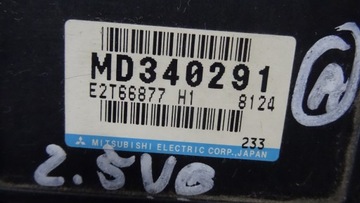 MD340291
E2T66877 H1 8124
233
MITSUBISHI ELECTRIC CORP., JAPAN
2.5V6